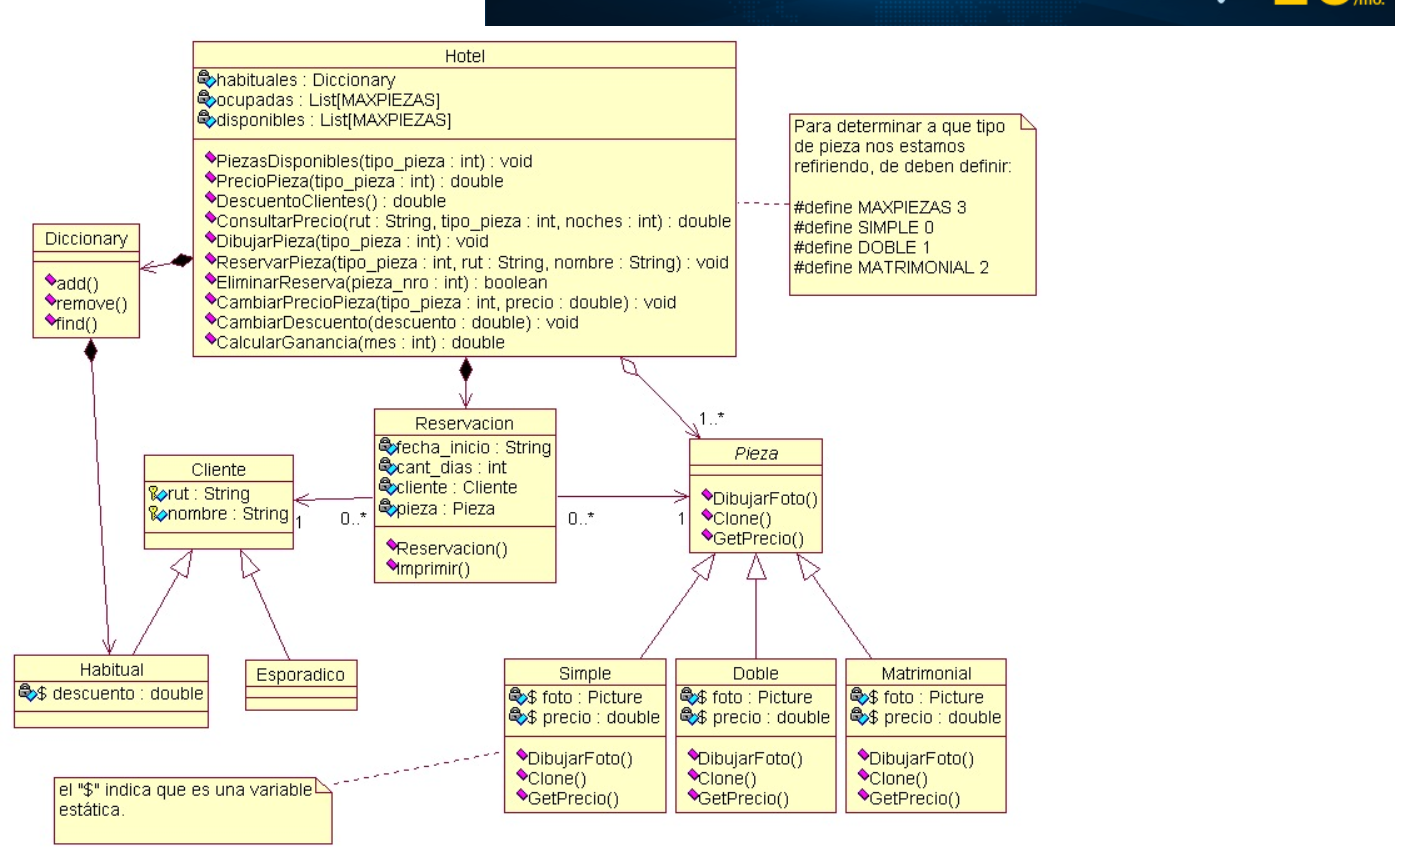 /mo.
Hotel
habituales : Diccionary
ocupadas : List[MAXPIEZAS]
disponibles : List[MAXPIEZAS]
PiezasDisponibles(tipo_pieza : int) : void
PrecioPieza(tipo_pieza : int) : double
DescuentoClientes() : double
ConsultarPrecio(rut : String, tipo_pieza : int, noches : int) : double
DibujarPieza(tipo_pieza : int) : void
ReservarPieza(tipo_pieza : int, rut : String, nombre : String) : void
EliminarReserva(pieza_nro : int) : boolean
CambiarPrecioPieza(tipo_pieza : int, precio : double) : void
CambiarDescuento(descuento : double) : void
CalcularGanancia(mes : int) : double
Para determinar a que tipo
de pieza nos estamos
refiriendo, de deben definir:
#define MAXPIEZAS 3
#define SIMPLE 0
#define DOBLE 1
#define MATRIMONIAL 2
Diccionary
add()
remove()
find()
Reservacion
fecha_inicio : String
cant_dias : int
cliente : Cliente
pieza : Pieza
Reservacion()
Imprimir()
1..*
Pieza
DibujarFoto()
Clone()
GetPrecio()
Cliente
rut : String
nombre : String
1
0..*
0..*
1
Habitual
$ descuento : double
Esporadico
Simple
$ foto : Picture
$ precio : double
DibujarFoto()
Clone()
GetPrecio()
Doble
$ foto : Picture
$ precio : double
DibujarFoto()
Clone()
GetPrecio()
Matrimonial
$ foto : Picture
$ precio : double
DibujarFoto()
Clone()
GetPrecio()
el "$" indica que es una variable
estática.